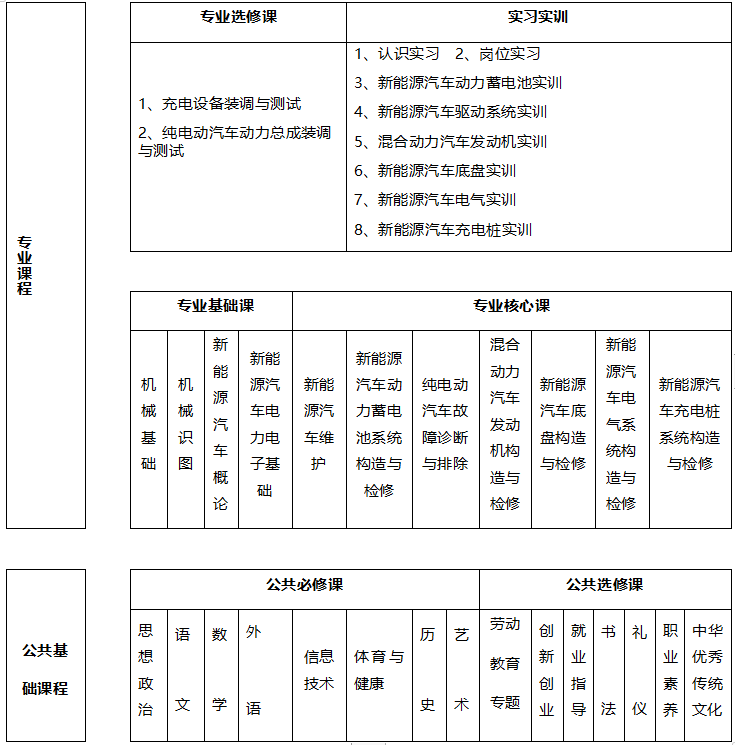 专业课程
专业选修课
实习实训
1、充电设备装调与测试
2、纯电动汽车动力总成装调
与测试
1、认识实习 2、岗位实习
3、新能源汽车动力蓄电池实训
4、新能源汽车驱动系统实训
5、混合动力汽车发动机实训
6、新能源汽车底盘实训
7、新能源汽车电气实训
8、新能源汽车充电桩实训
专业基础课
专业核心课
机
械
基
础
机
械
识
图
新
能
源
汽
车
概
论
新能
源汽
车电
力电
子基
础
新能
源汽
车维
护
新能源
汽车动
力蓄电
池系统
构造与
检修
纯电动
汽车故
障诊断
与排除
混合
动力
汽车
发动
机构
造与
检修
新能源
汽车底
盘构造
与检修
新能
源汽
车电
气系
统构
造与
检修
新能源汽
车充电桩
系统构造
与检修
公共基
础课程
公共必修课
公共选修课
思
想
政
治
语
文
数
学
外
语
信息
技术
体育与
健康
历
史
艺
术
劳动
教育
专题
创
新
创
业
就
业
指
导
书
法
礼
仪
职
业
素
养
中华
优秀
传统
文化